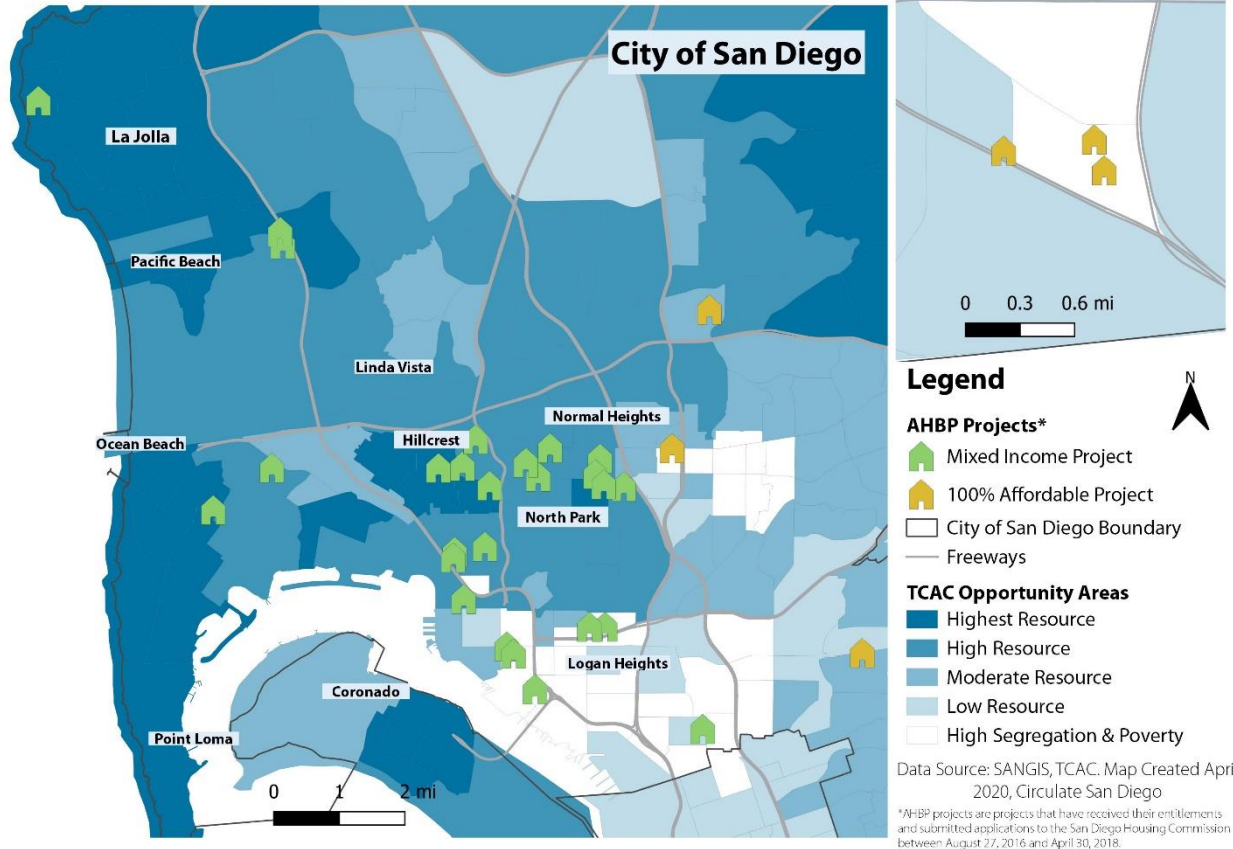 City of San Diego
La Jolla
Pacific Beach
Linda Vista
Normal Heights
Ocean Beach
Hillcrest
North Park
Logan Heights
Coronado
Point Loma
0 1 2 mi
0 0.3 0.6 mi
Legend
N
AHBP Projects*
Mixed Income Project
100% Affordable Project
City of San Diego Boundary
Freeways
TCAC Opportunity Areas
Highest Resource
High Resource
Moderate Resource
Low Resource
High Segregation & Poverty
Data Source: SANGIS, TCAC. Map Created Apri
2020, Circulate San Diego
*AHBP projects are projects that have received their entitlements
and submitted applications to the San Diego Housing Commission
between August 27, 2016 and April 30, 2018.